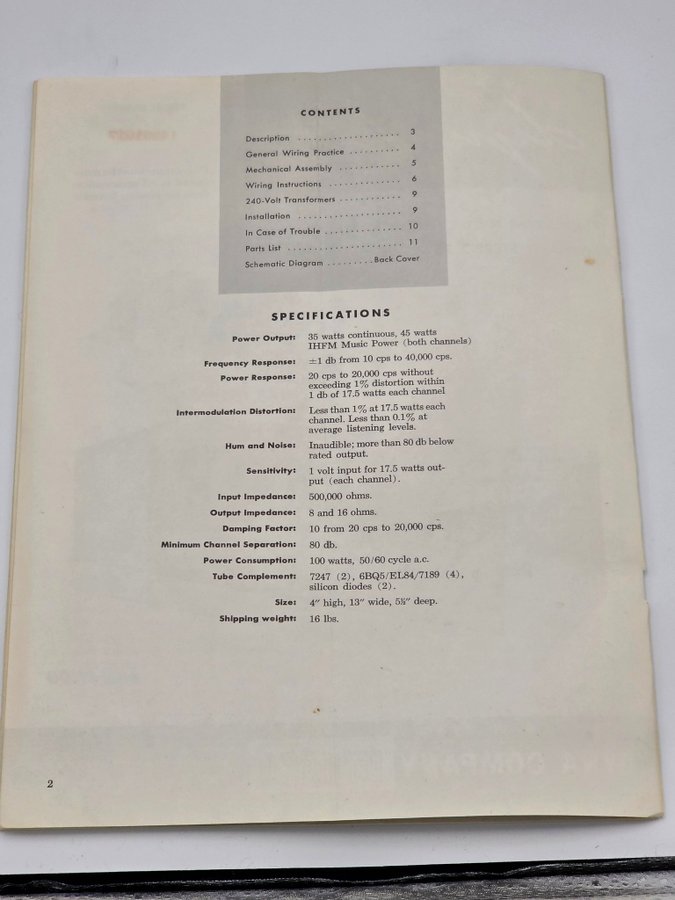 CONTENTS
Description .................... 3
General Wiring Practice .......... 4
Mechanical Assembly ............ 5
Wiring Instructions ............... 6
240-Volt Transformers ............ 9
Installation .................... 9
In Case of Trouble .............. 10
Parts List ...................... 11
Schematic Diagram ......... Back Cover
SPECIFICATIONS
Power Output: 35 watts continuous, 45 watts
IHFM Music Power (both channels)
Frequency Response: ±1 db from 10 cps to 40,000 cps.
Power Response: 20 cps to 20,000 cps without
exceeding 1% distortion within
1 db of 17.5 watts each channel
Intermodulation Distortion: Less than 1% at 17.5 watts each
channel. Less than 0.1% at
average listening levels.
Hum and Noise: Inaudible; more than 80 db below
rated output.
Sensitivity: 1 volt input for 17.5 watts out-
put (each channel).
Input Impedance: 500,000 ohms.
Output Impedance: 8 and 16 ohms.
Damping Factor: 10 from 20 cps to 20,000 cps.
Minimum Channel Separation: 80 db.
Power Consumption: 100 watts, 50/60 cycle a.c.
Tube Complement: 7247 (2), 6BQ5/EL84/7189 (4),
silicon diodes (2).
Size: 4″ high, 13″ wide, 5½″ deep.
Shipping weight: 16 lbs.
2